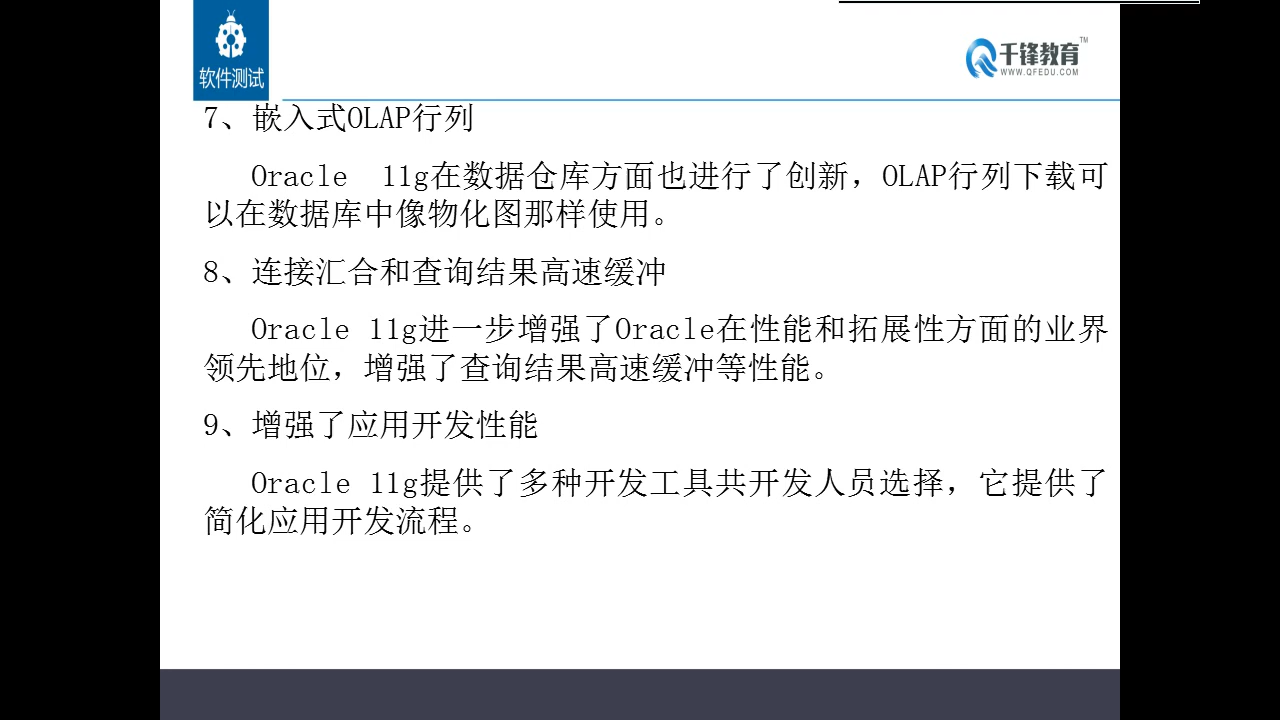 软件测试
千锋教育 TM
WWW.QFEDU.COM
7、嵌入式OLAP行列
Oracle 11g在数据仓库方面也进行了创新，OLAP行列下载可
以在数据库中像物化图那样使用。
8、连接汇合和查询结果高速缓冲
Oracle 11g进一步增强了Oracle在性能和拓展性方面的业界
领先地位，增强了查询结果高速缓冲等性能。
9、增强了应用开发性能
Oracle 11g提供了多种开发工具共开发人员选择，它提供了
简化应用开发流程。